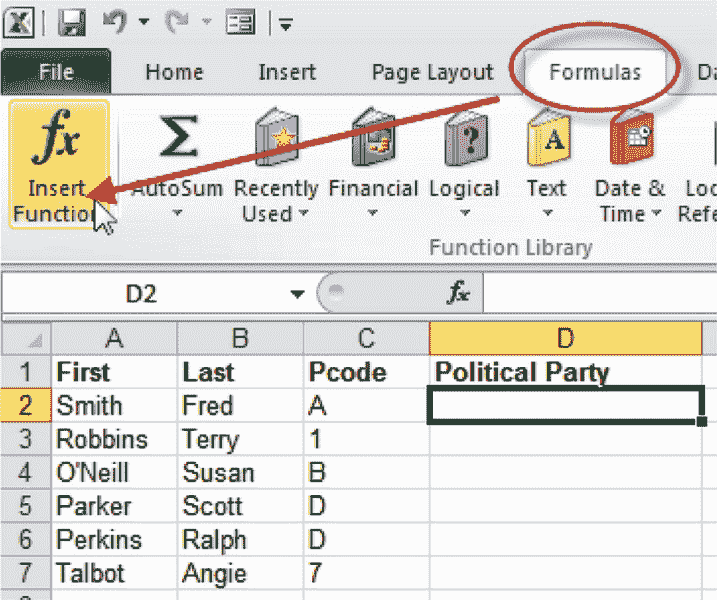 File Home Insert Page Layout Formulas Da
fx Σ ? A
Insert AutoSum Recently Financial Logical Text Date & Loo
Function Used Time Refe
Function Library
D2 fx
A B C D
1 First Last Pcode Political Party
2 Smith Fred A
3 Robbins Terry 1
4 O'Neill Susan B
5 Parker Scott D
6 Perkins Ralph D
7 Talbot Angie 7